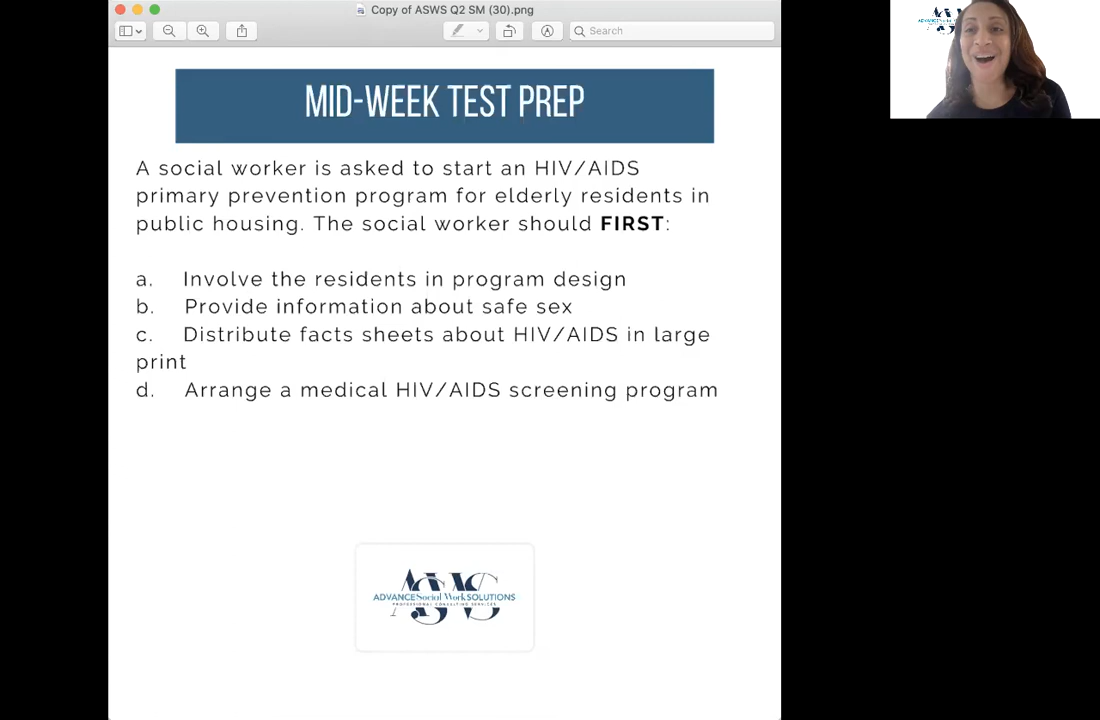 Copy of ASWS Q2 SM (30).png
Search
MID-WEEK TEST PREP
A social worker is asked to start an HIV/AIDS
primary prevention program for elderly residents in
public housing. The social worker should FIRST:
a. Involve the residents in program design
b. Provide information about safe sex
c. Distribute facts sheets about HIV/AIDS in large
print
d. Arrange a medical HIV/AIDS screening program
ASWS
ADVANCE Social Work SOLUTIONS
PROFESSIONAL CONSULTING SERVICES